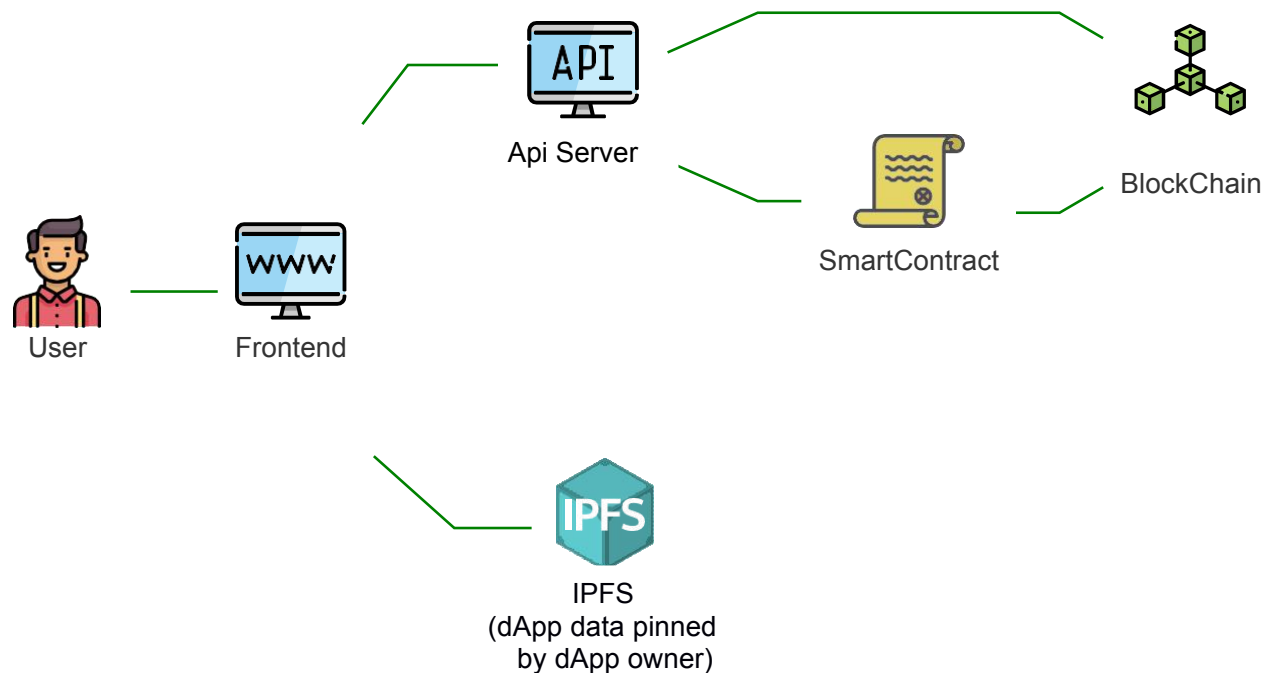 API
Api Server
BlockChain
SmartContract
WWW
User
Frontend
IPFS
IPFS
(dApp data pinned
by dApp owner)